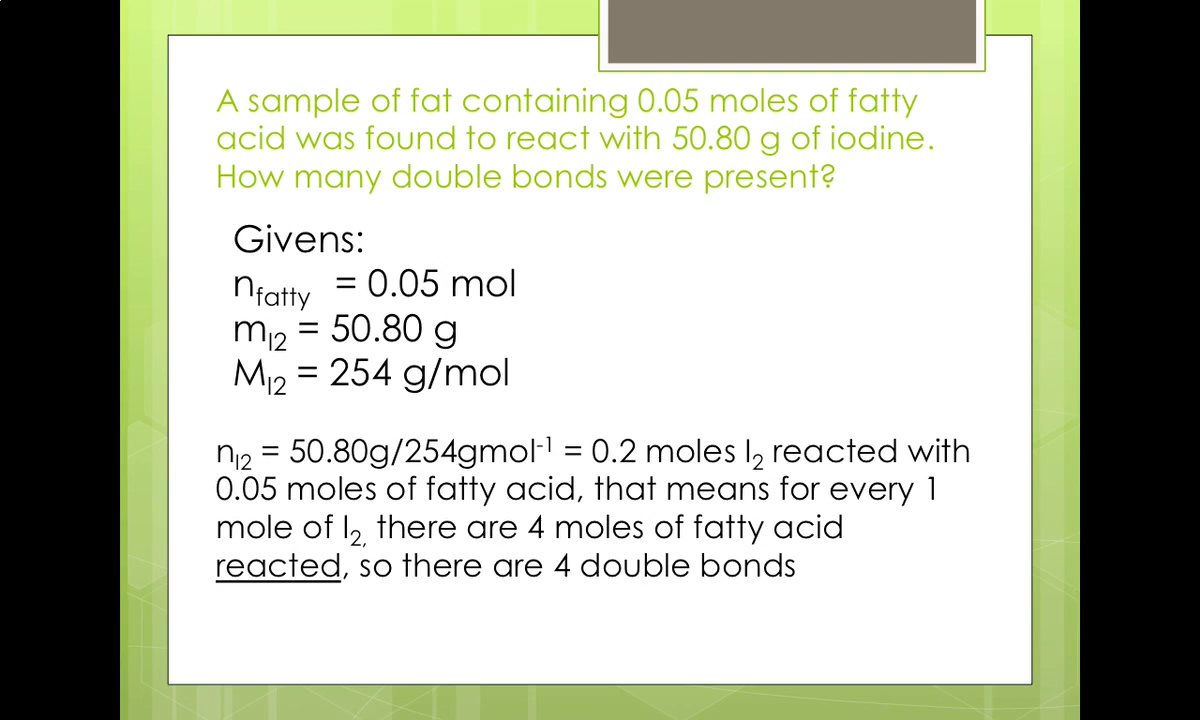 A sample of fat containing 0.05 moles of fatty
acid was found to react with 50.80 g of iodine.
How many double bonds were present?
Givens:
n_fatty = 0.05 mol
m_I2 = 50.80 g
M_I2 = 254 g/mol
n_I2 = 50.80g/254gmol⁻¹ = 0.2 moles I₂ reacted with
0.05 moles of fatty acid, that means for every 1
mole of I₂, there are 4 moles of fatty acid
reacted, so there are 4 double bonds